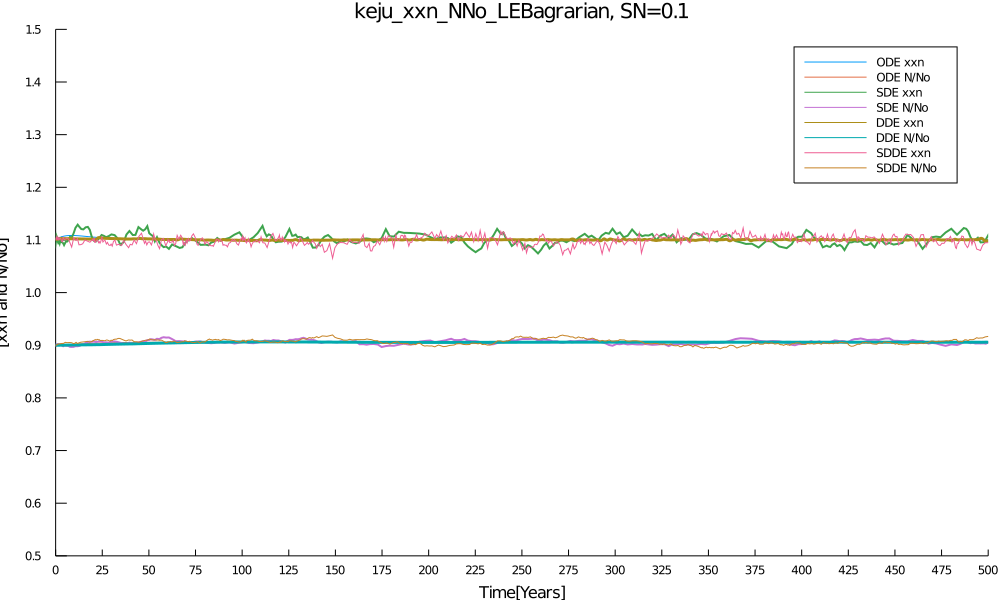 keju_xxn_NNo_LEBagrarian, SN=0.1
1.5
1.4
1.3
1.2
1.1
1.0
0.9
0.8
0.7
0.6
0.5
[xxn and N/No]
ODE xxn
ODE N/No
SDE xxn
SDE N/No
DDE xxn
DDE N/No
SDDE xxn
SDDE N/No
0 25 50 75 100 125 150 175 200 225 250 275 300 325 350 375 400 425 450 475 500
Time[Years]